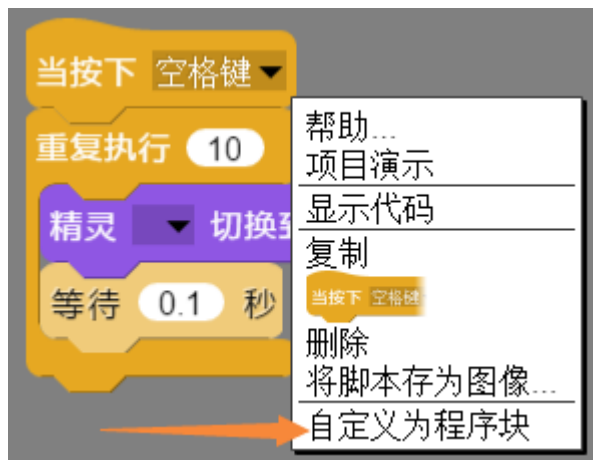 当按下 空格键
重复执行 10
精灵 切换到
等待 0.1 秒
帮助...
项目演示
显示代码
复制
当按下 空格键
删除
将脚本存为图像...
自定义为程序块